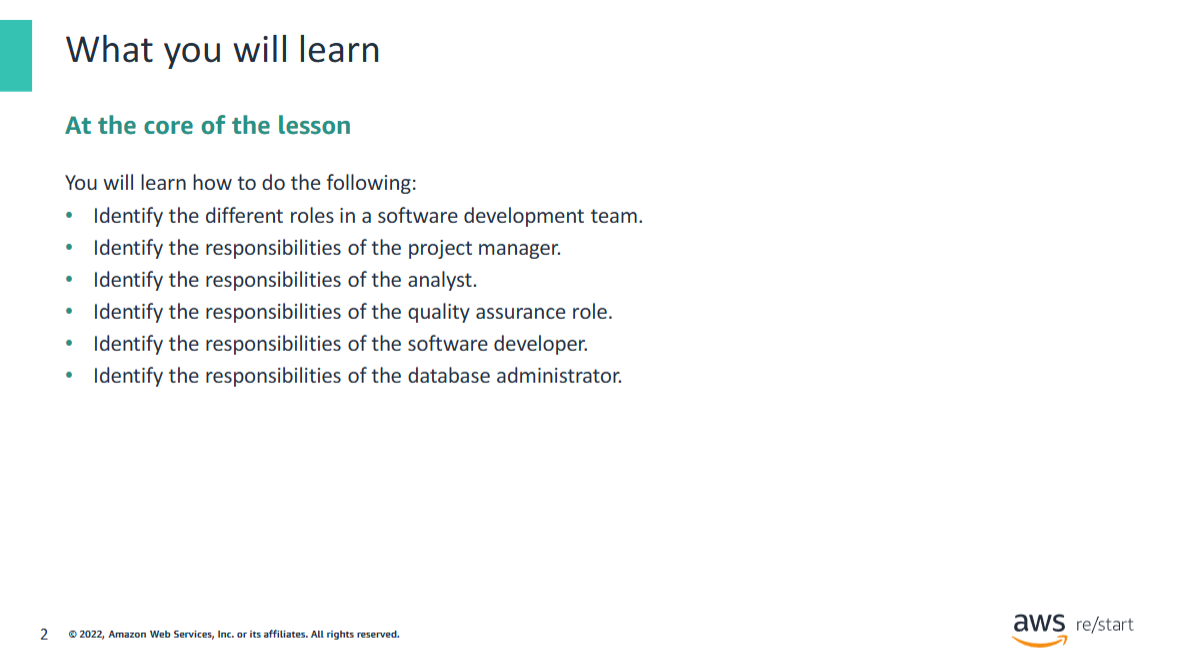 What you will learn
At the core of the lesson
You will learn how to do the following:
• Identify the different roles in a software development team.
• Identify the responsibilities of the project manager.
• Identify the responsibilities of the analyst.
• Identify the responsibilities of the quality assurance role.
• Identify the responsibilities of the software developer.
• Identify the responsibilities of the database administrator.
2 © 2022, Amazon Web Services, Inc. or its affiliates. All rights reserved.
aws re/start